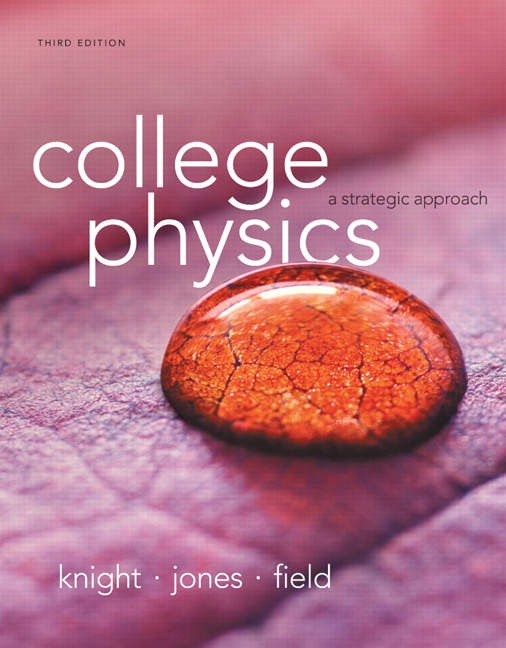 THIRD EDITION
college
a strategic approach
physics
knight · jones · field